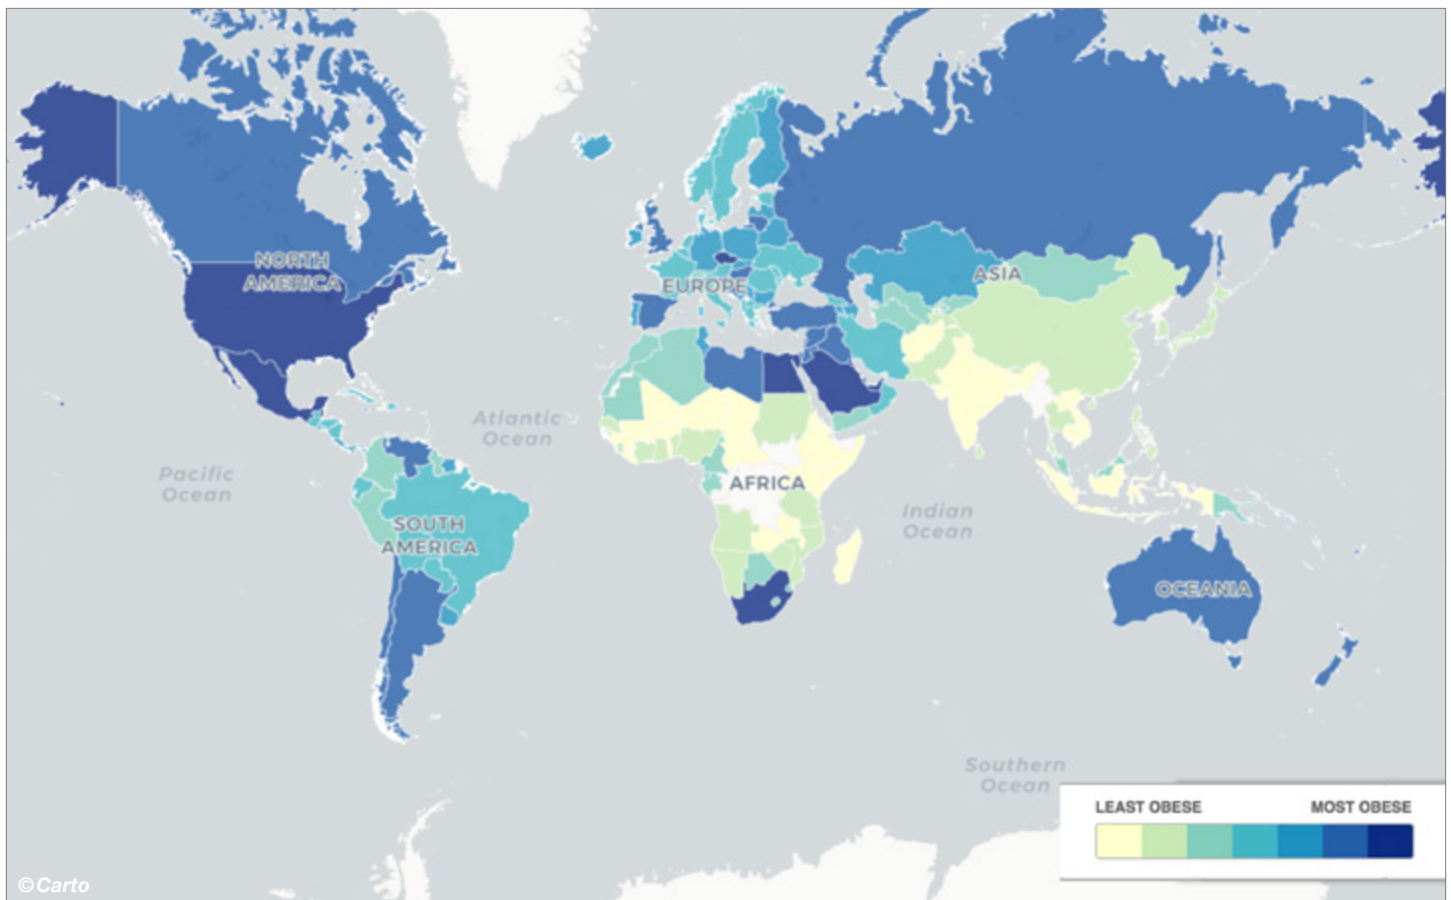 NORTH
AMERICA
EUROPE
ASIA
Atlantic
Ocean
Pacific
Ocean
AFRICA
SOUTH
AMERICA
Indian
Ocean
OCEANIA
Southern
Ocean
LEAST OBESE MOST OBESE
©Carto